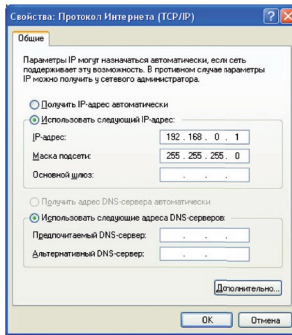 Свойства: Протокол Интернета (TCP/IP)
Общие
Параметры IP могут назначаться автоматически, если сеть
поддерживает эту возможность. В противном случае параметры
IP можно получить у сетевого администратора.
Получить IP-адрес автоматически
Использовать следующий IP-адрес:
IP-адрес: 192 . 168 . 0 . 1
Маска подсети: 255 . 255 . 255 . 0
Основной шлюз: . . .
Получить адрес DNS-сервера автоматически
Использовать следующие адреса DNS-серверов:
Предпочитаемый DNS-сервер: . . .
Альтернативный DNS-сервер: . . .
Дополнительно...
ОК Отмена